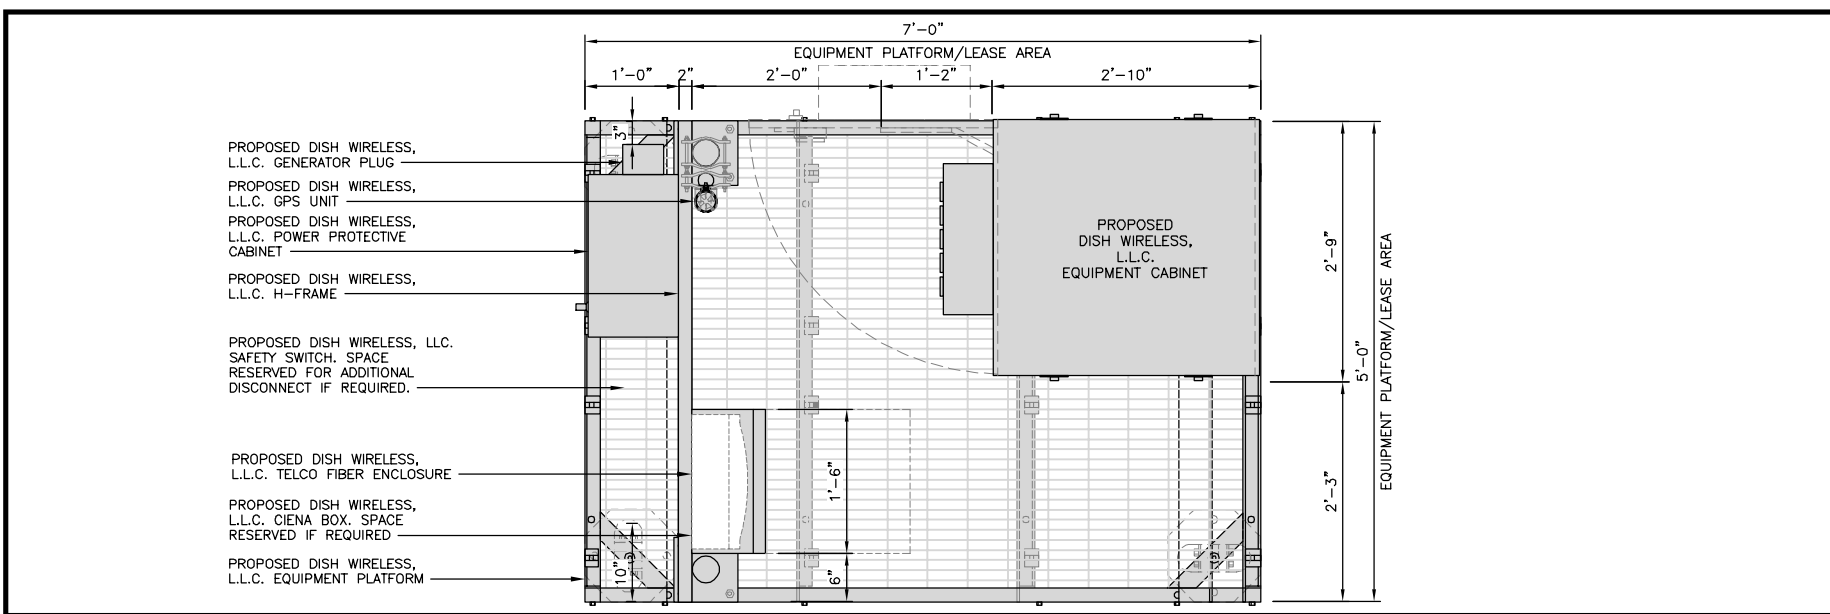 7’-0”
EQUIPMENT PLATFORM/LEASE AREA
1’-0”
2”
2’-0”
1’-2”
2’-10”
3”
PROPOSED DISH WIRELESS,
L.L.C. GENERATOR PLUG
PROPOSED DISH WIRELESS,
L.L.C. GPS UNIT
PROPOSED DISH WIRELESS,
L.L.C. POWER PROTECTIVE
CABINET
PROPOSED DISH WIRELESS,
L.L.C. H-FRAME
PROPOSED DISH WIRELESS, LLC.
SAFETY SWITCH. SPACE
RESERVED FOR ADDITIONAL
DISCONNECT IF REQUIRED.
PROPOSED DISH WIRELESS,
L.L.C. TELCO FIBER ENCLOSURE
PROPOSED DISH WIRELESS,
L.L.C. CIENA BOX. SPACE
RESERVED IF REQUIRED
PROPOSED DISH WIRELESS,
L.L.C. EQUIPMENT PLATFORM
PROPOSED
DISH WIRELESS,
L.L.C.
EQUIPMENT CABINET
2’-9”
5’-0”
EQUIPMENT PLATFORM/LEASE AREA
2’-3”
1’-6”
6”
10”